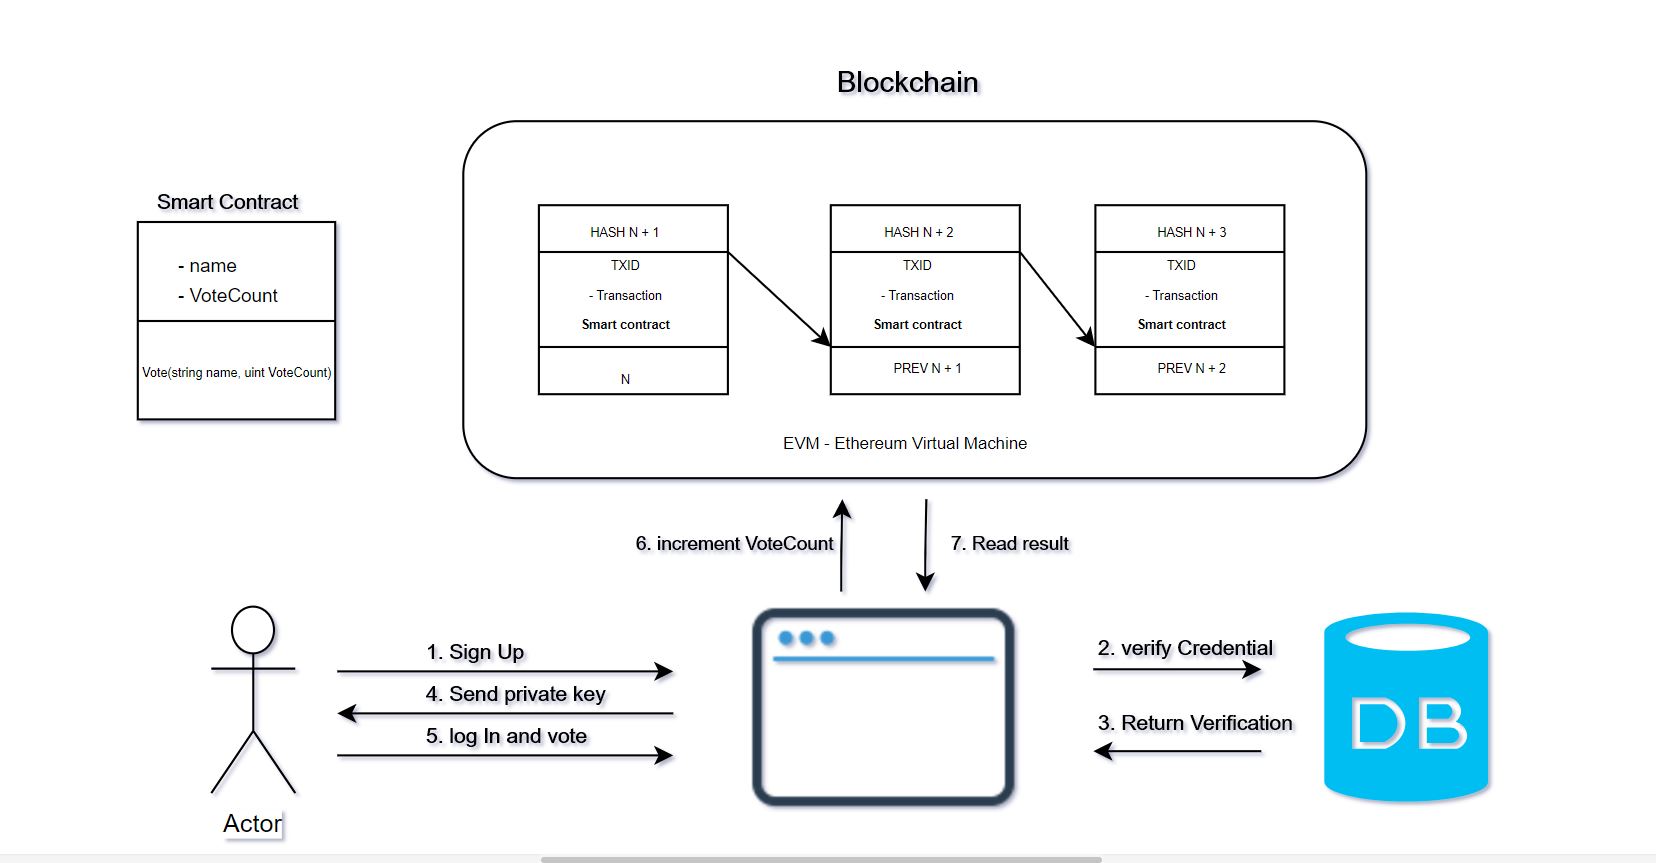 Blockchain
Smart Contract
- name
- VoteCount
Vote(string name, uint VoteCount)
HASH N + 1
TXID
- Transaction
Smart contract
N
HASH N + 2
TXID
- Transaction
Smart contract
PREV N + 1
HASH N + 3
TXID
- Transaction
Smart contract
PREV N + 2
EVM - Ethereum Virtual Machine
6. increment VoteCount
7. Read result
1. Sign Up
4. Send private key
5. log In and vote
2. verify Credential
3. Return Verification
DB
Actor